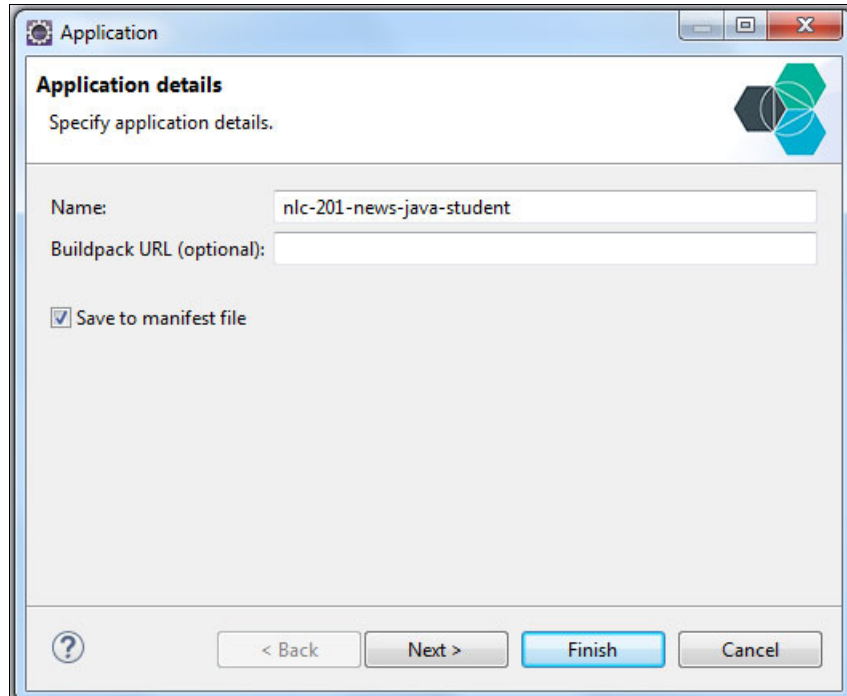 Application
Application details
Specify application details.
Name: nlc-201-news-java-student
Buildpack URL (optional):
Save to manifest file
? < Back Next > Finish Cancel